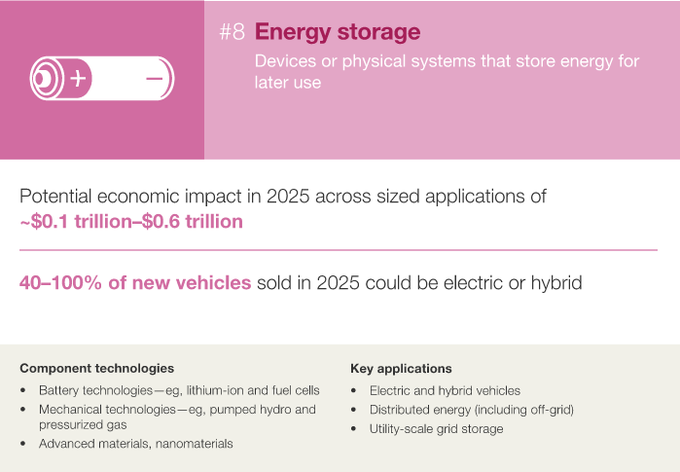 #8 Energy storage
Devices or physical systems that store energy for
later use
Potential economic impact in 2025 across sized applications of
~$0.1 trillion–$0.6 trillion
40–100% of new vehicles sold in 2025 could be electric or hybrid
Component technologies
• Battery technologies—eg, lithium-ion and fuel cells
• Mechanical technologies—eg, pumped hydro and
pressurized gas
• Advanced materials, nanomaterials
Key applications
• Electric and hybrid vehicles
• Distributed energy (including off-grid)
• Utility-scale grid storage